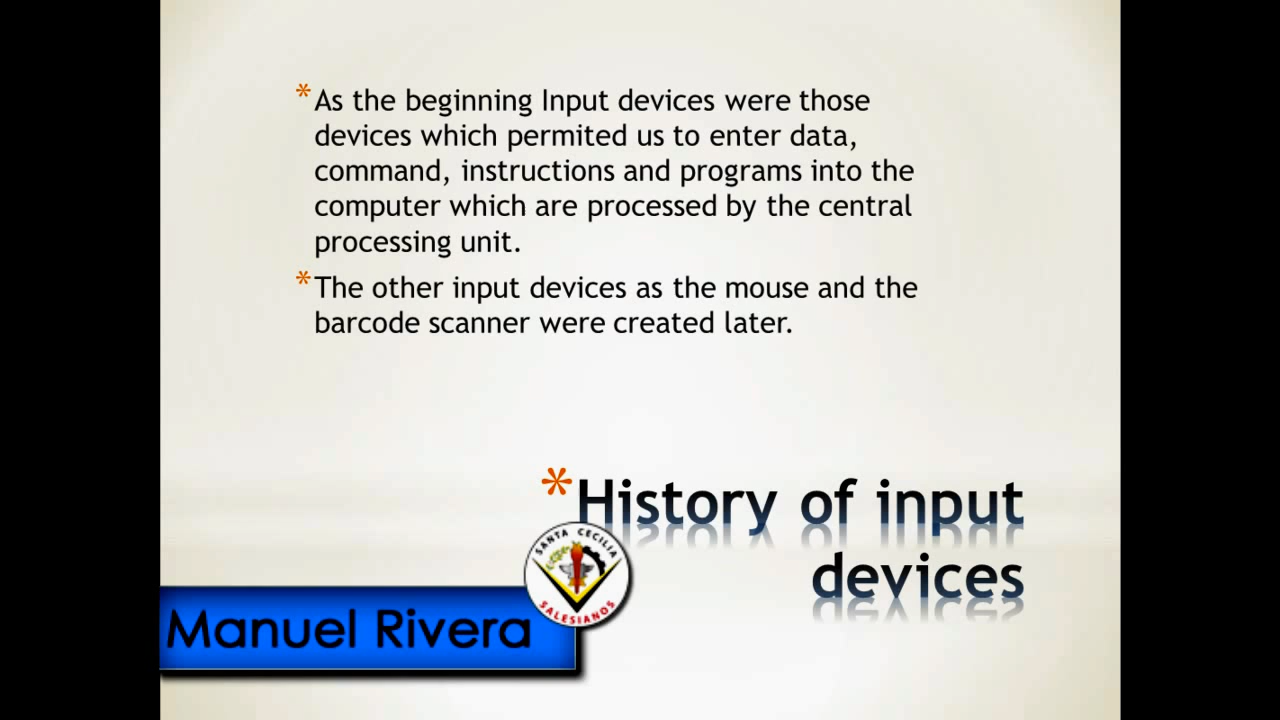 * As the beginning Input devices were those
devices which permited us to enter data,
command, instructions and programs into the
computer which are processed by the central
processing unit.
* The other input devices as the mouse and the
barcode scanner were created later.
* History of input
devices
SANTA CECILIA
SALESIANOS
Manuel Rivera